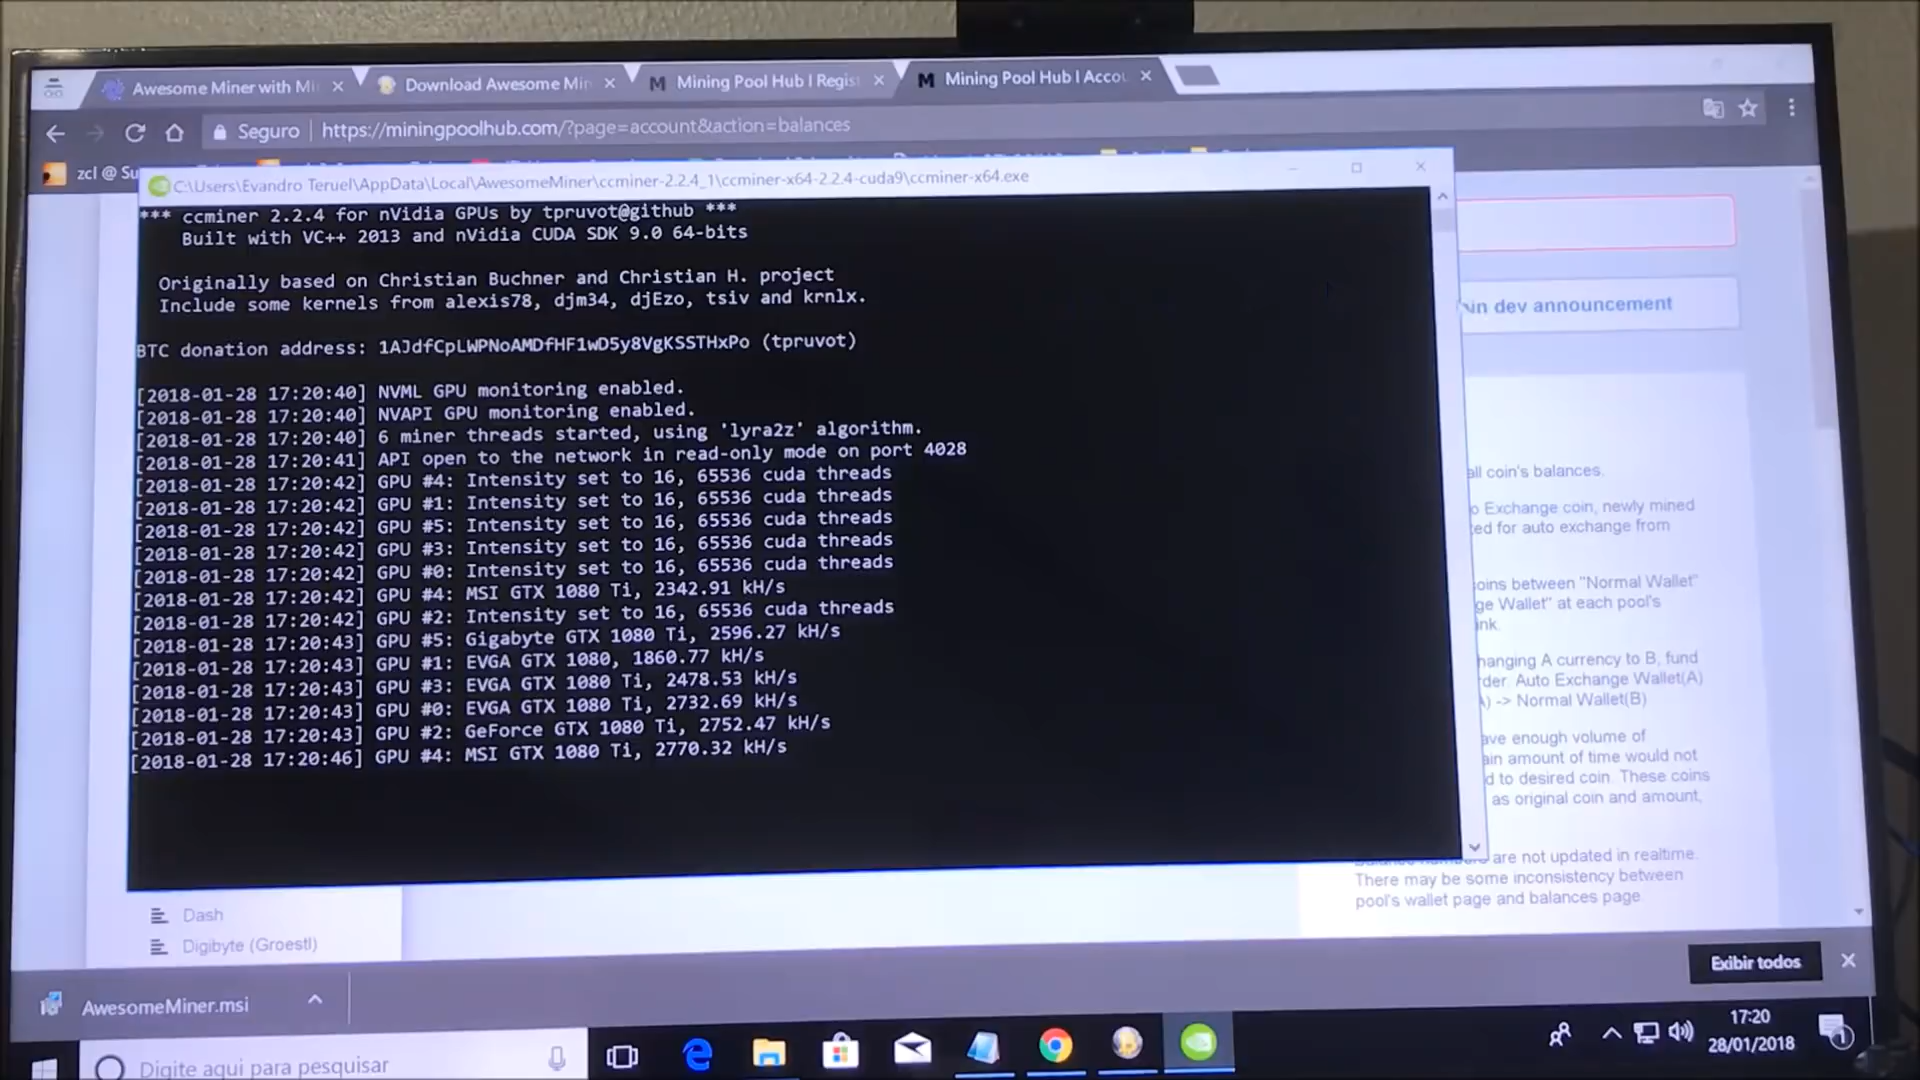 Awesome Miner with Mi
Download Awesome Min
Mining Pool Hub | Regist
Mining Pool Hub | Accou
Seguro
https://miningpoolhub.com/?page=account&action=balances
zcl @ Su
C:\Users\Evandro Teruel\AppData\Local\AwesomeMiner\ccminer-2.2.4_1\ccminer-x64-2.2.4-cuda9\ccminer-x64.exe
*** ccminer 2.2.4 for nVidia GPUs by tpruvot@github ***
Built with VC++ 2013 and nVidia CUDA SDK 9.0 64-bits
Originally based on Christian Buchner and Christian H. project
Include some kernels from alexis78, djm34, djEzo, tsiv and krnlx.
BTC donation address: 1AJdfCpLWPNoAMDfHF1wD5y8VgKSSTHxPo (tpruvot)
[2018-01-28 17:20:40] NVML GPU monitoring enabled.
[2018-01-28 17:20:40] NVAPI GPU monitoring enabled.
[2018-01-28 17:20:40] 6 miner threads started, using 'lyra2z' algorithm.
[2018-01-28 17:20:41] API open to the network in read-only mode on port 4028
[2018-01-28 17:20:42] GPU #4: Intensity set to 16, 65536 cuda threads
[2018-01-28 17:20:42] GPU #1: Intensity set to 16, 65536 cuda threads
[2018-01-28 17:20:42] GPU #5: Intensity set to 16, 65536 cuda threads
[2018-01-28 17:20:42] GPU #3: Intensity set to 16, 65536 cuda threads
[2018-01-28 17:20:42] GPU #0: Intensity set to 16, 65536 cuda threads
[2018-01-28 17:20:42] GPU #4: MSI GTX 1080 Ti, 2342.91 kH/s
[2018-01-28 17:20:42] GPU #2: Intensity set to 16, 65536 cuda threads
[2018-01-28 17:20:43] GPU #5: Gigabyte GTX 1080 Ti, 2596.27 kH/s
[2018-01-28 17:20:43] GPU #1: EVGA GTX 1080, 1860.77 kH/s
[2018-01-28 17:20:43] GPU #3: EVGA GTX 1080 Ti, 2478.53 kH/s
[2018-01-28 17:20:43] GPU #0: EVGA GTX 1080 Ti, 2732.69 kH/s
[2018-01-28 17:20:43] GPU #2: GeForce GTX 1080 Ti, 2752.47 kH/s
[2018-01-28 17:20:46] GPU #4: MSI GTX 1080 Ti, 2770.32 kH/s
in dev announcement
all coin's balances.
o Exchange coin, newly mined
ted for auto exchange from
oins between "Normal Wallet"
ge Wallet" at each pool's
nk.
hanging A currency to B, fund
rder. Auto Exchange Wallet(A)
) -> Normal Wallet(B)
ave enough volume of
ain amount of time would not
d to desired coin. These coins
as original coin and amount,
are not updated in realtime.
There may be some inconsistency between
pool's wallet page and balances page
Dash
Digibyte (Groestl)
Exibir todos
AwesomeMiner.msi
Digite aqui para pesquisar
17:20
28/01/2018
1